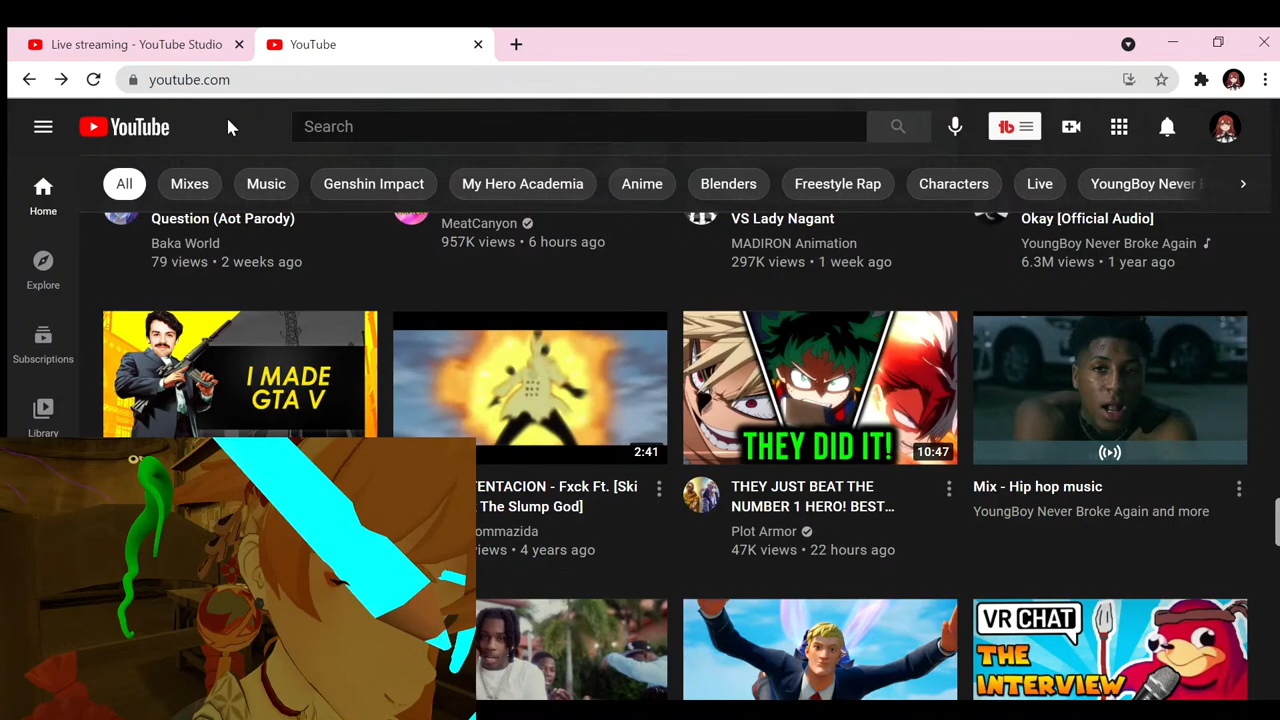 Live streaming - YouTube Studio
YouTube
youtube.com
YouTube
Search
All
Mixes
Music
Genshin Impact
My Hero Academia
Anime
Blenders
Freestyle Rap
Characters
Live
YoungBoy Never
Home
Explore
Subscriptions
Library
Question (Aot Parody)
Baka World
79 views • 2 weeks ago
MeatCanyon
957K views • 6 hours ago
VS Lady Nagant
MADIRON Animation
297K views • 1 week ago
Okay [Official Audio]
YoungBoy Never Broke Again
6.3M views • 1 year ago
I MADE
GTA V
2:41
THEY DID IT!
10:47
TENTACION - Fxck Ft. [Ski
The Slump God]
ommazida
iews • 4 years ago
THEY JUST BEAT THE
NUMBER 1 HERO! BEST...
Plot Armor
47K views • 22 hours ago
Mix - Hip hop music
YoungBoy Never Broke Again and more
VR CHAT
THE
INTERVIEW